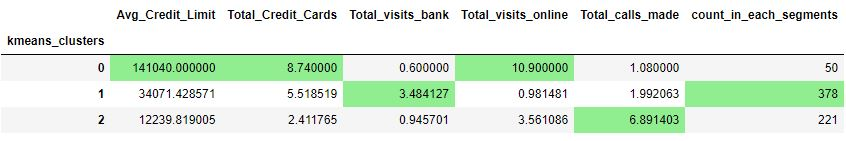 Avg_Credit_Limit Total_Credit_Cards Total_visits_bank Total_visits_online Total_calls_made count_in_each_segments
kmeans_clusters
0 141040.000000 8.740000 0.600000 10.900000 1.080000 50
1 34071.428571 5.518519 3.484127 0.981481 1.992063 378
2 12239.819005 2.411765 0.945701 3.561086 6.891403 221